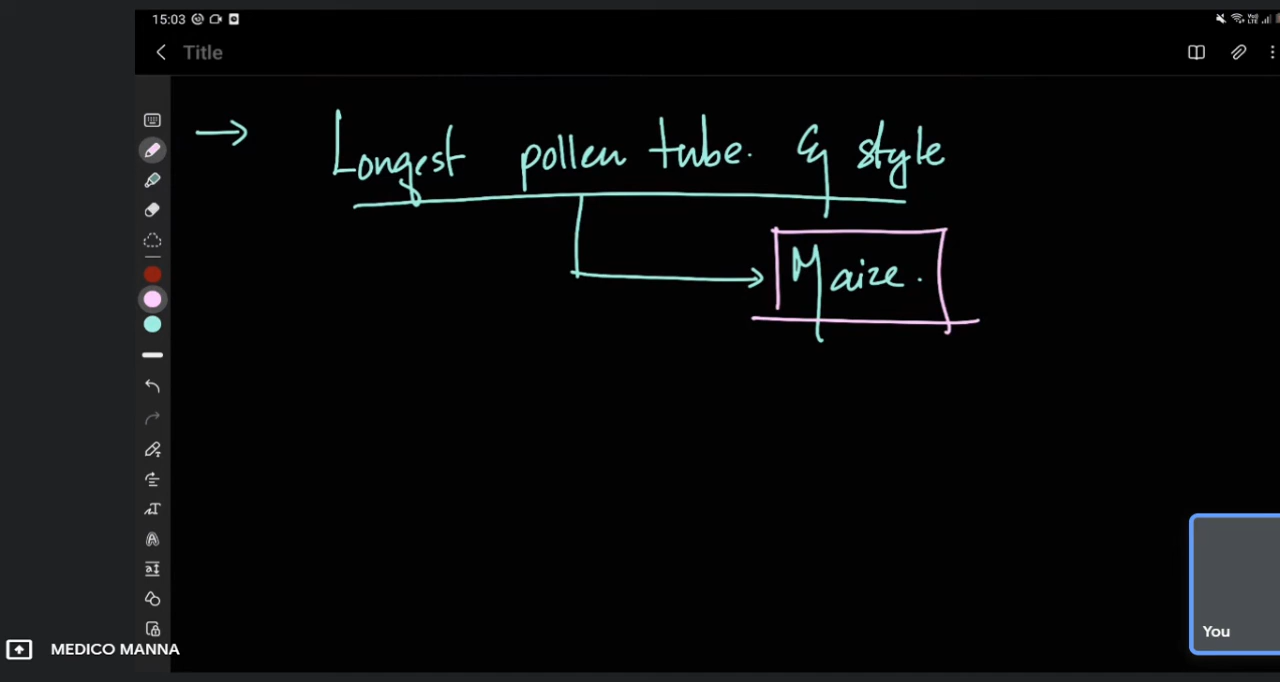 15:03
Title
→ Longest pollen tube. & style
Maize.
You
MEDICO MANNA